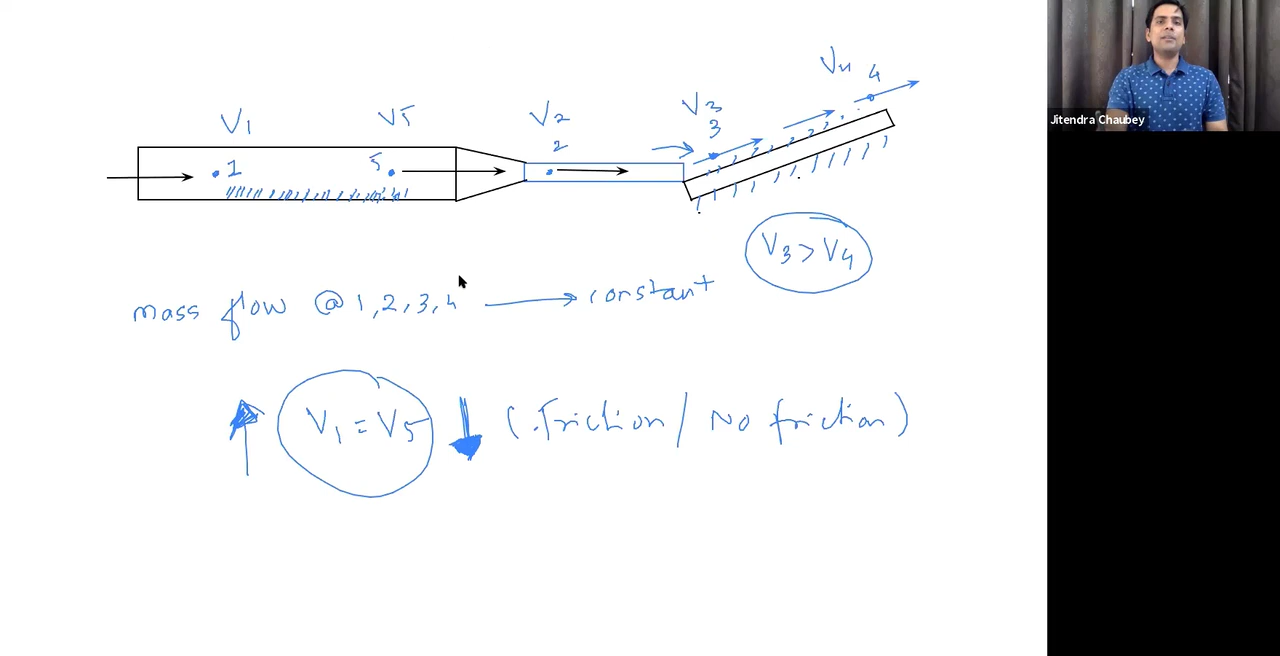 V1 V5 V2 V3 V4
1 5 2 3 4
Jitendra Chaubey
V3 > V4
mass flow @ 1,2,3,4 → constant
↑ V1 = V5 ↓ (Friction / No friction)